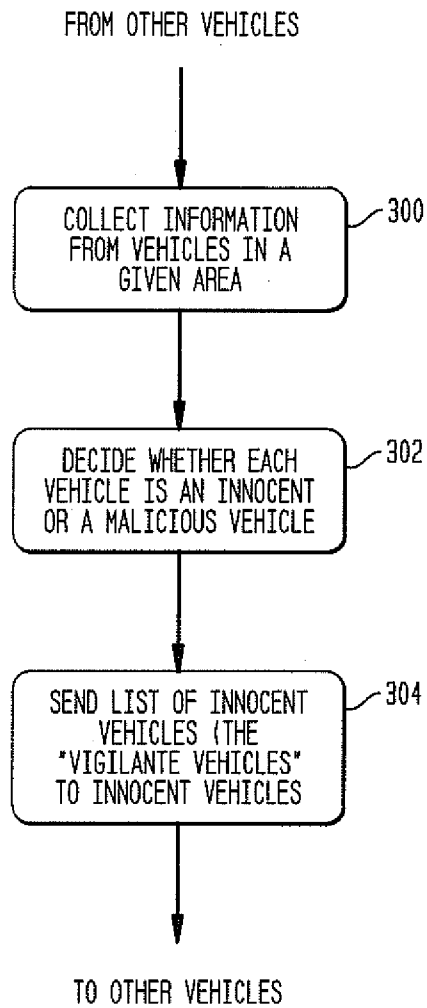 FROM OTHER VEHICLES
COLLECT INFORMATION
FROM VEHICLES IN A
GIVEN AREA
300
DECIDE WHETHER EACH
VEHICLE IS AN INNOCENT
OR A MALICIOUS VEHICLE
302
SEND LIST OF INNOCENT
VEHICLES (THE
"VIGILANTE VEHICLES"
TO INNOCENT VEHICLES
304
TO OTHER VEHICLES